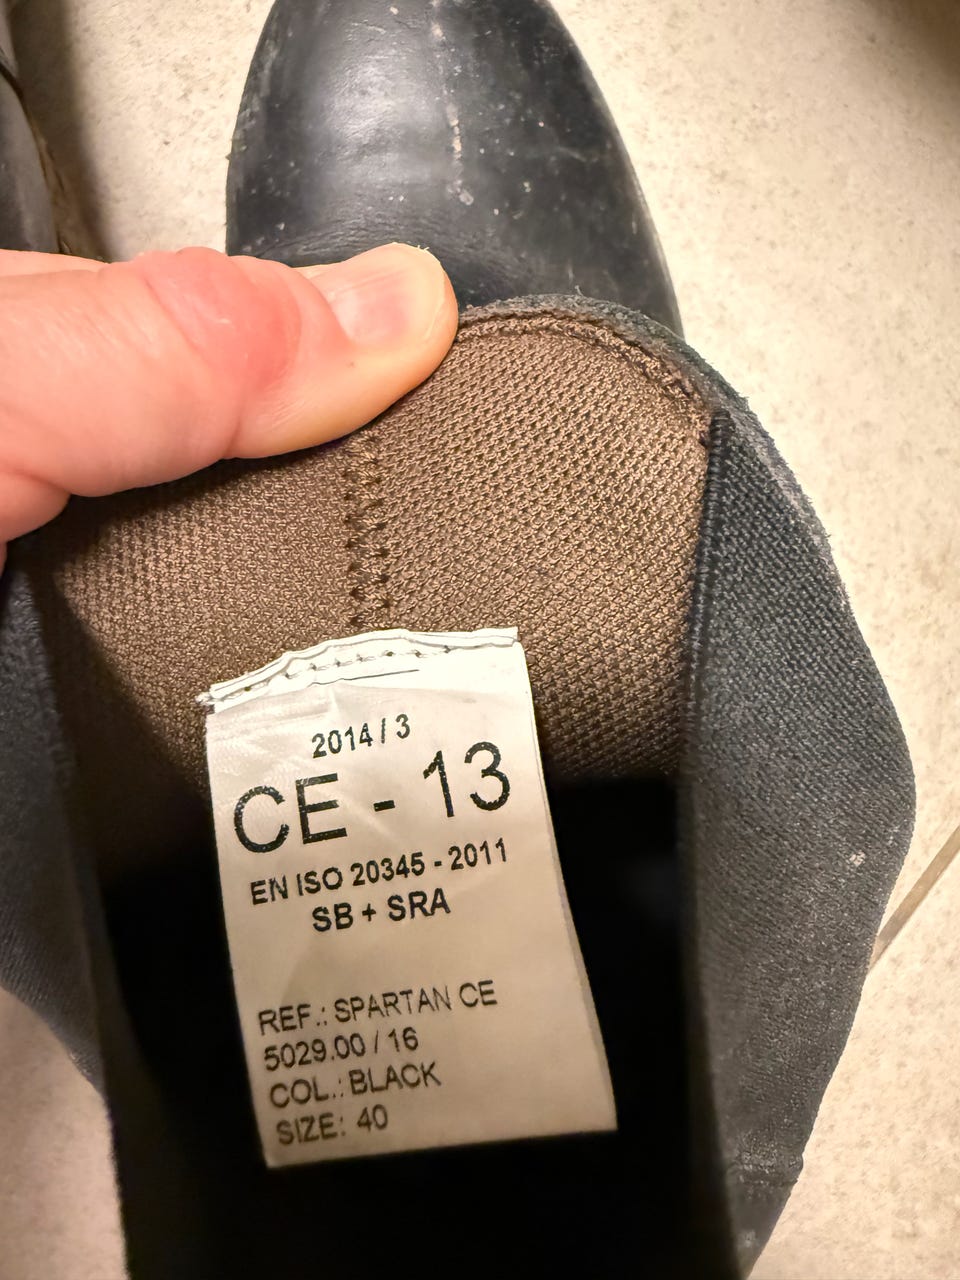 2014 / 3
CE - 13
EN ISO 20345 - 2011
SB + SRA
REF.: SPARTAN CE
5029.00 / 16
COL.: BLACK
SIZE: 40